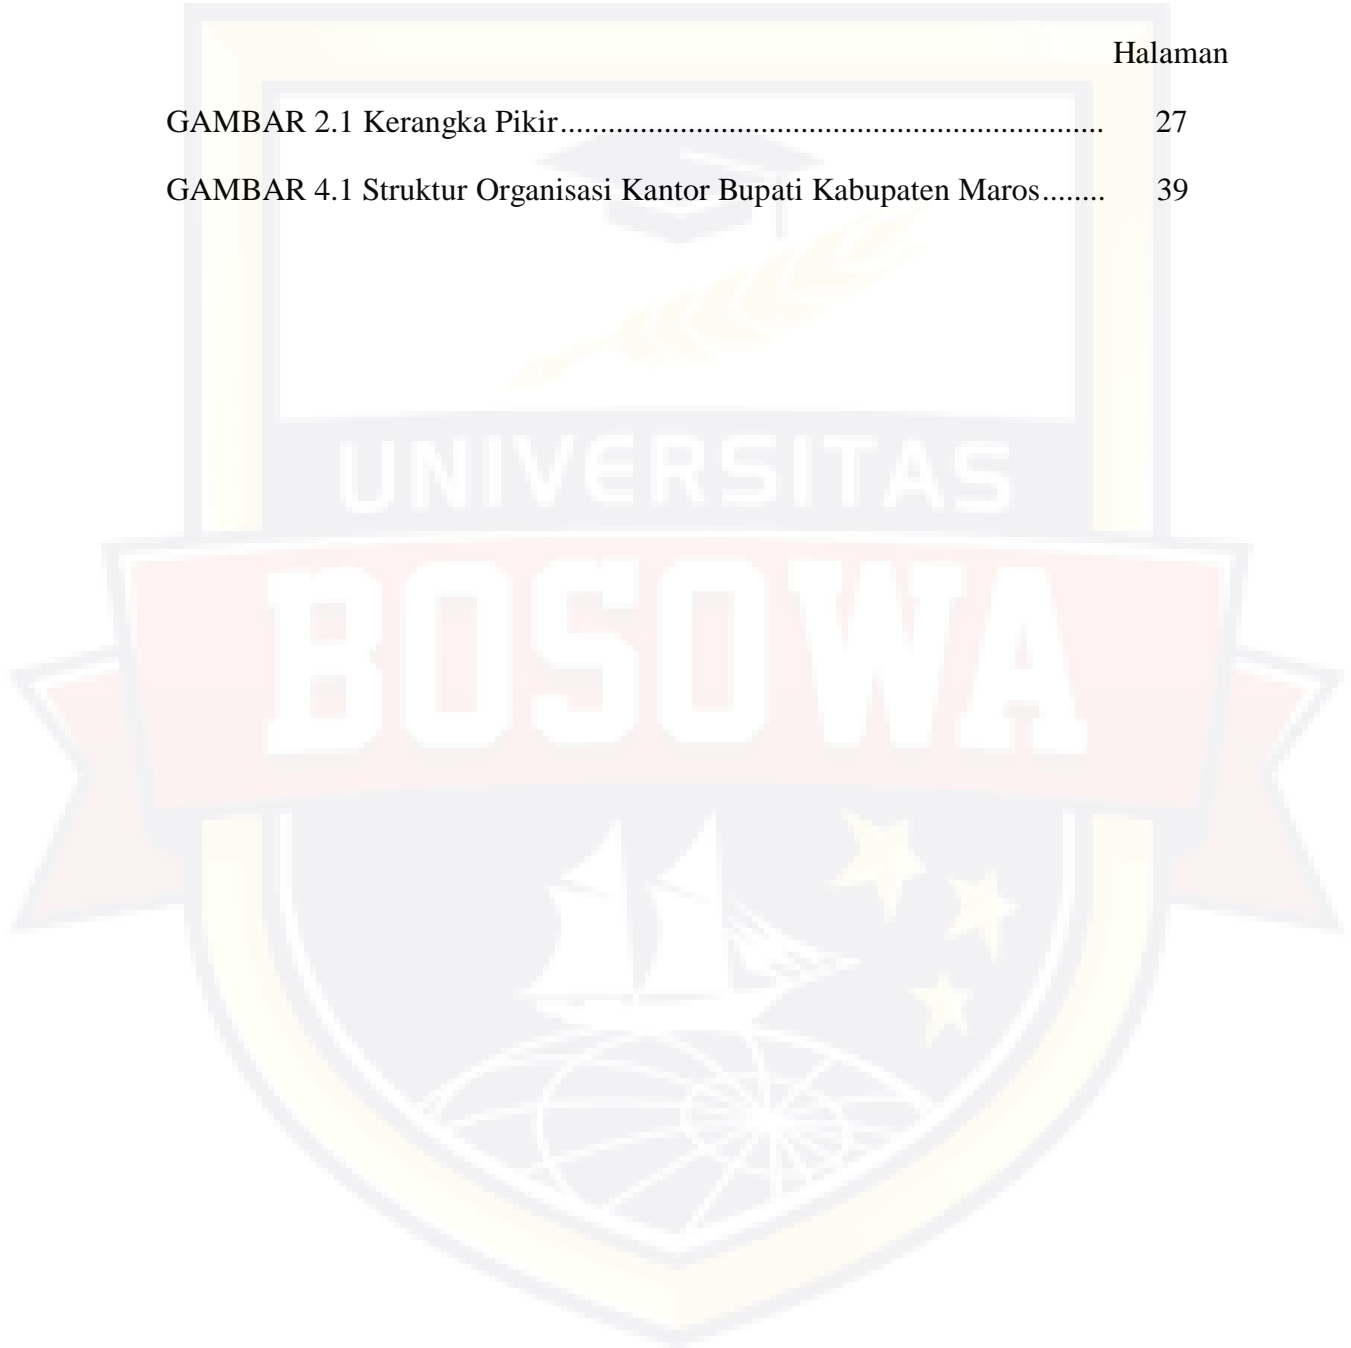 Halaman
GAMBAR 2.1 Kerangka Pikir.................................................................... 27
GAMBAR 4.1 Struktur Organisasi Kantor Bupati Kabupaten Maros........ 39
UNIVERSITAS
BOSOWA